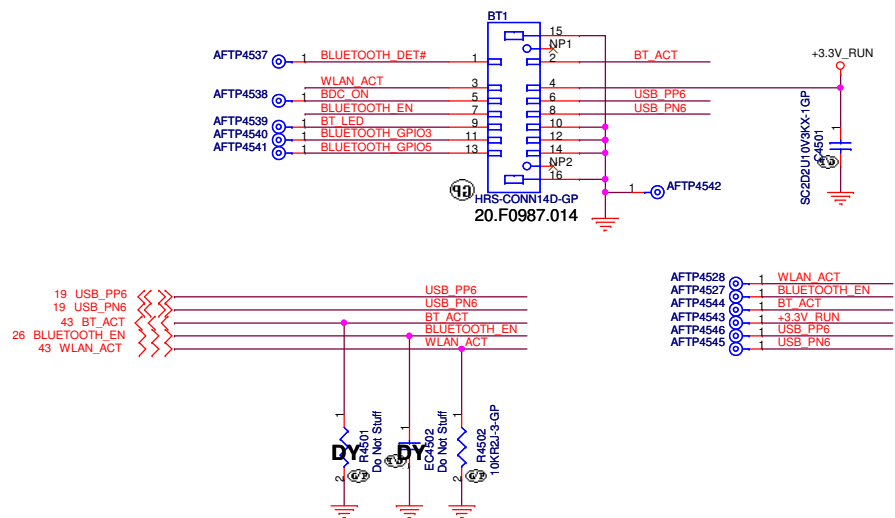 BT1
15
NP1
AFTP4537 1 BLUETOOTH_DET# 1 2 BT_ACT
+3.3V_RUN
WLAN_ACT 3 4
AFTP4538 1 BDC_ON 5 6 USB_PP6
BLUETOOTH_EN 7 8 USB_PN6
AFTP4539 1 BT_LED 9 10
AFTP4540 1 BLUETOOTH_GPIO3 11 12
AFTP4541 1 BLUETOOTH_GPIO5 13 14
NP2
16
1 AFTP4542
GP
HRS-CONN14D-GP
20.F0987.014
1
C4501
SC2D2U10V3KX-1GP
19 USB_PP6 USB_PP6
19 USB_PN6 USB_PN6
43 BT_ACT BT_ACT
26 BLUETOOTH_EN BLUETOOTH_EN
43 WLAN_ACT WLAN_ACT
AFTP4528 1 WLAN_ACT
AFTP4527 1 BLUETOOTH_EN
AFTP4544 1 BT_ACT
AFTP4543 1 +3.3V_RUN
AFTP4546 1 USB_PP6
AFTP4545 1 USB_PN6
1
DY
2
R4501
Do Not Stuff
1
DY
EC4502
Do Not Stuff
1
2
R4502
10KR2J-3-GP